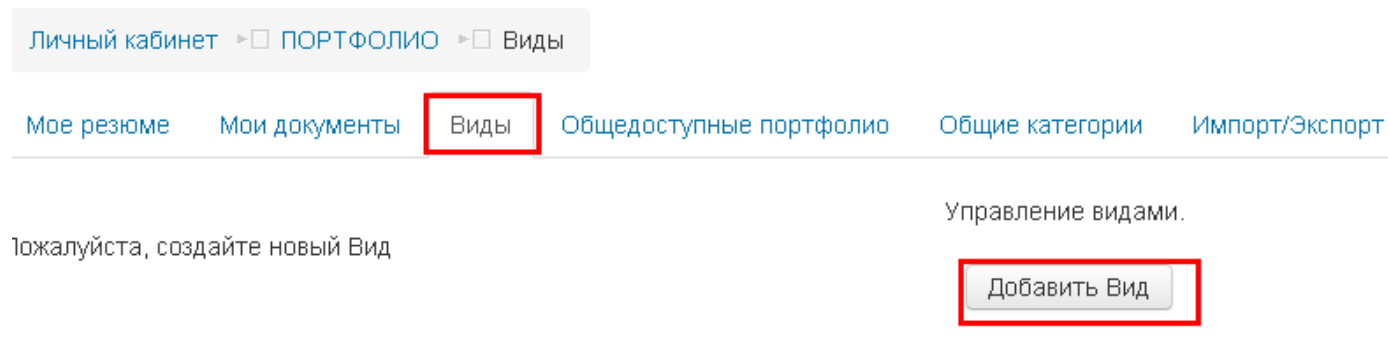 Личный кабинет ПОРТФОЛИО Виды
Мое резюме Мои документы Виды Общедоступные портфолио Общие категории Импорт/Экспорт
Управление видами.
создайте новый Вид
Добавить Вид